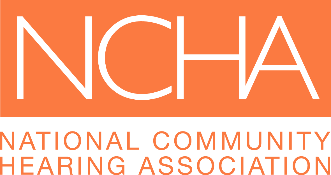 NCHA
NATIONAL COMMUNITY
HEARING ASSOCIATION